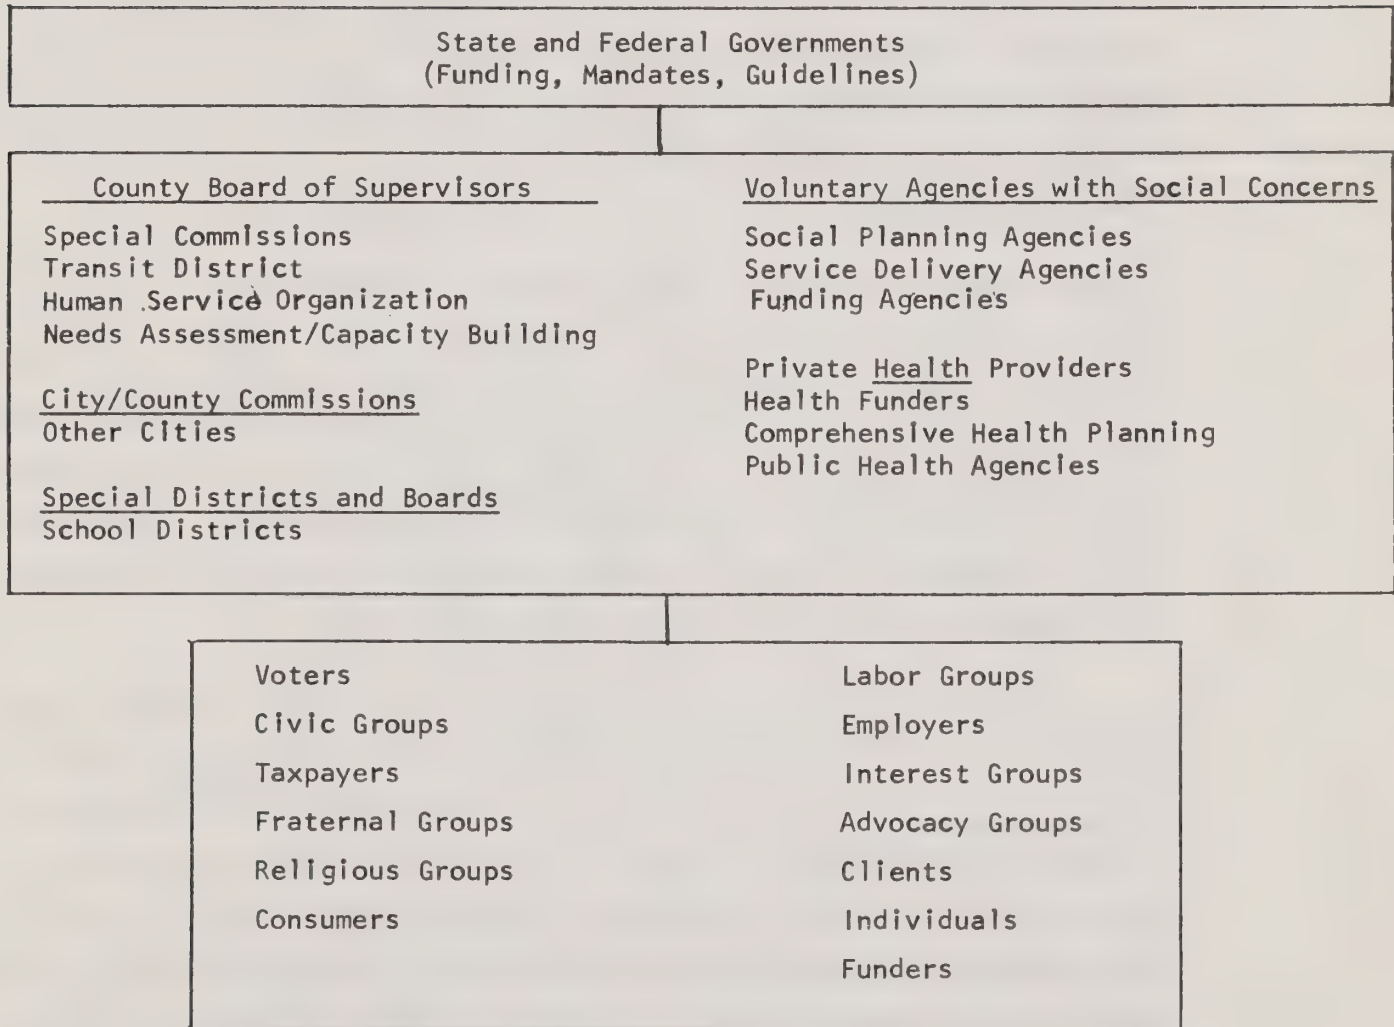 State and Federal Governments
(Funding, Mandates, Guidelines)
County Board of Supervisors
Special Commissions
Transit District
Human Service Organization
Needs Assessment/Capacity Building
City/County Commissions
Other Cities
Special Districts and Boards
School Districts
Voluntary Agencies with Social Concerns
Social Planning Agencies
Service Delivery Agencies
Funding Agencies
Private Health Providers
Health Funders
Comprehensive Health Planning
Public Health Agencies
Voters
Civic Groups
Taxpayers
Fraternal Groups
Religious Groups
Consumers
Labor Groups
Employers
Interest Groups
Advocacy Groups
Clients
Individuals
Funders